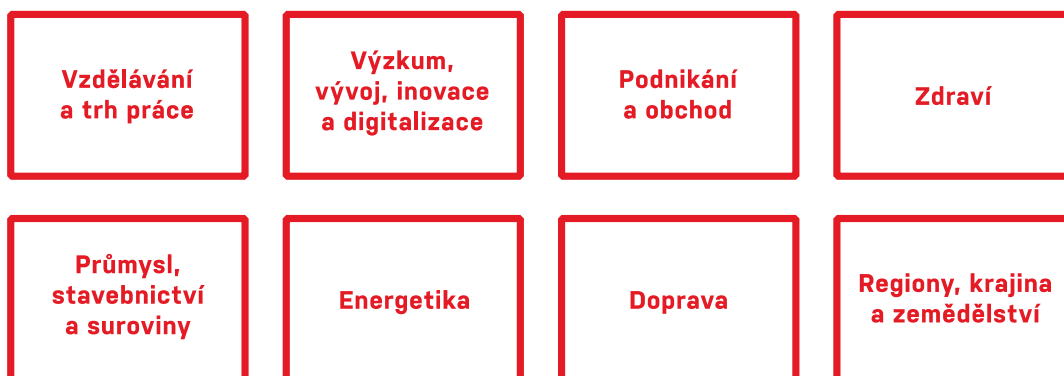 Vzdělávání
a trh práce
Výzkum,
vývoj, inovace
a digitalizace
Podnikání
a obchod
Zdraví
Průmysl,
stavebnictví
a suroviny
Energetika
Doprava
Regiony, krajina
a zemědělství